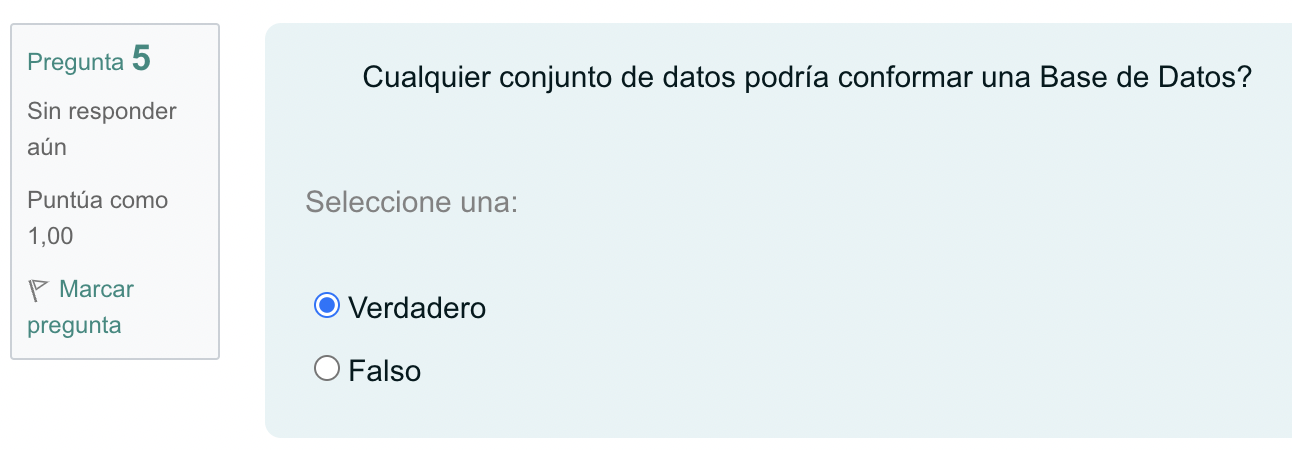 Pregunta 5
Sin responder
aún
Puntúa como
1,00
Marcar
pregunta
Cualquier conjunto de datos podría conformar una Base de Datos?
Seleccione una:
Verdadero
Falso